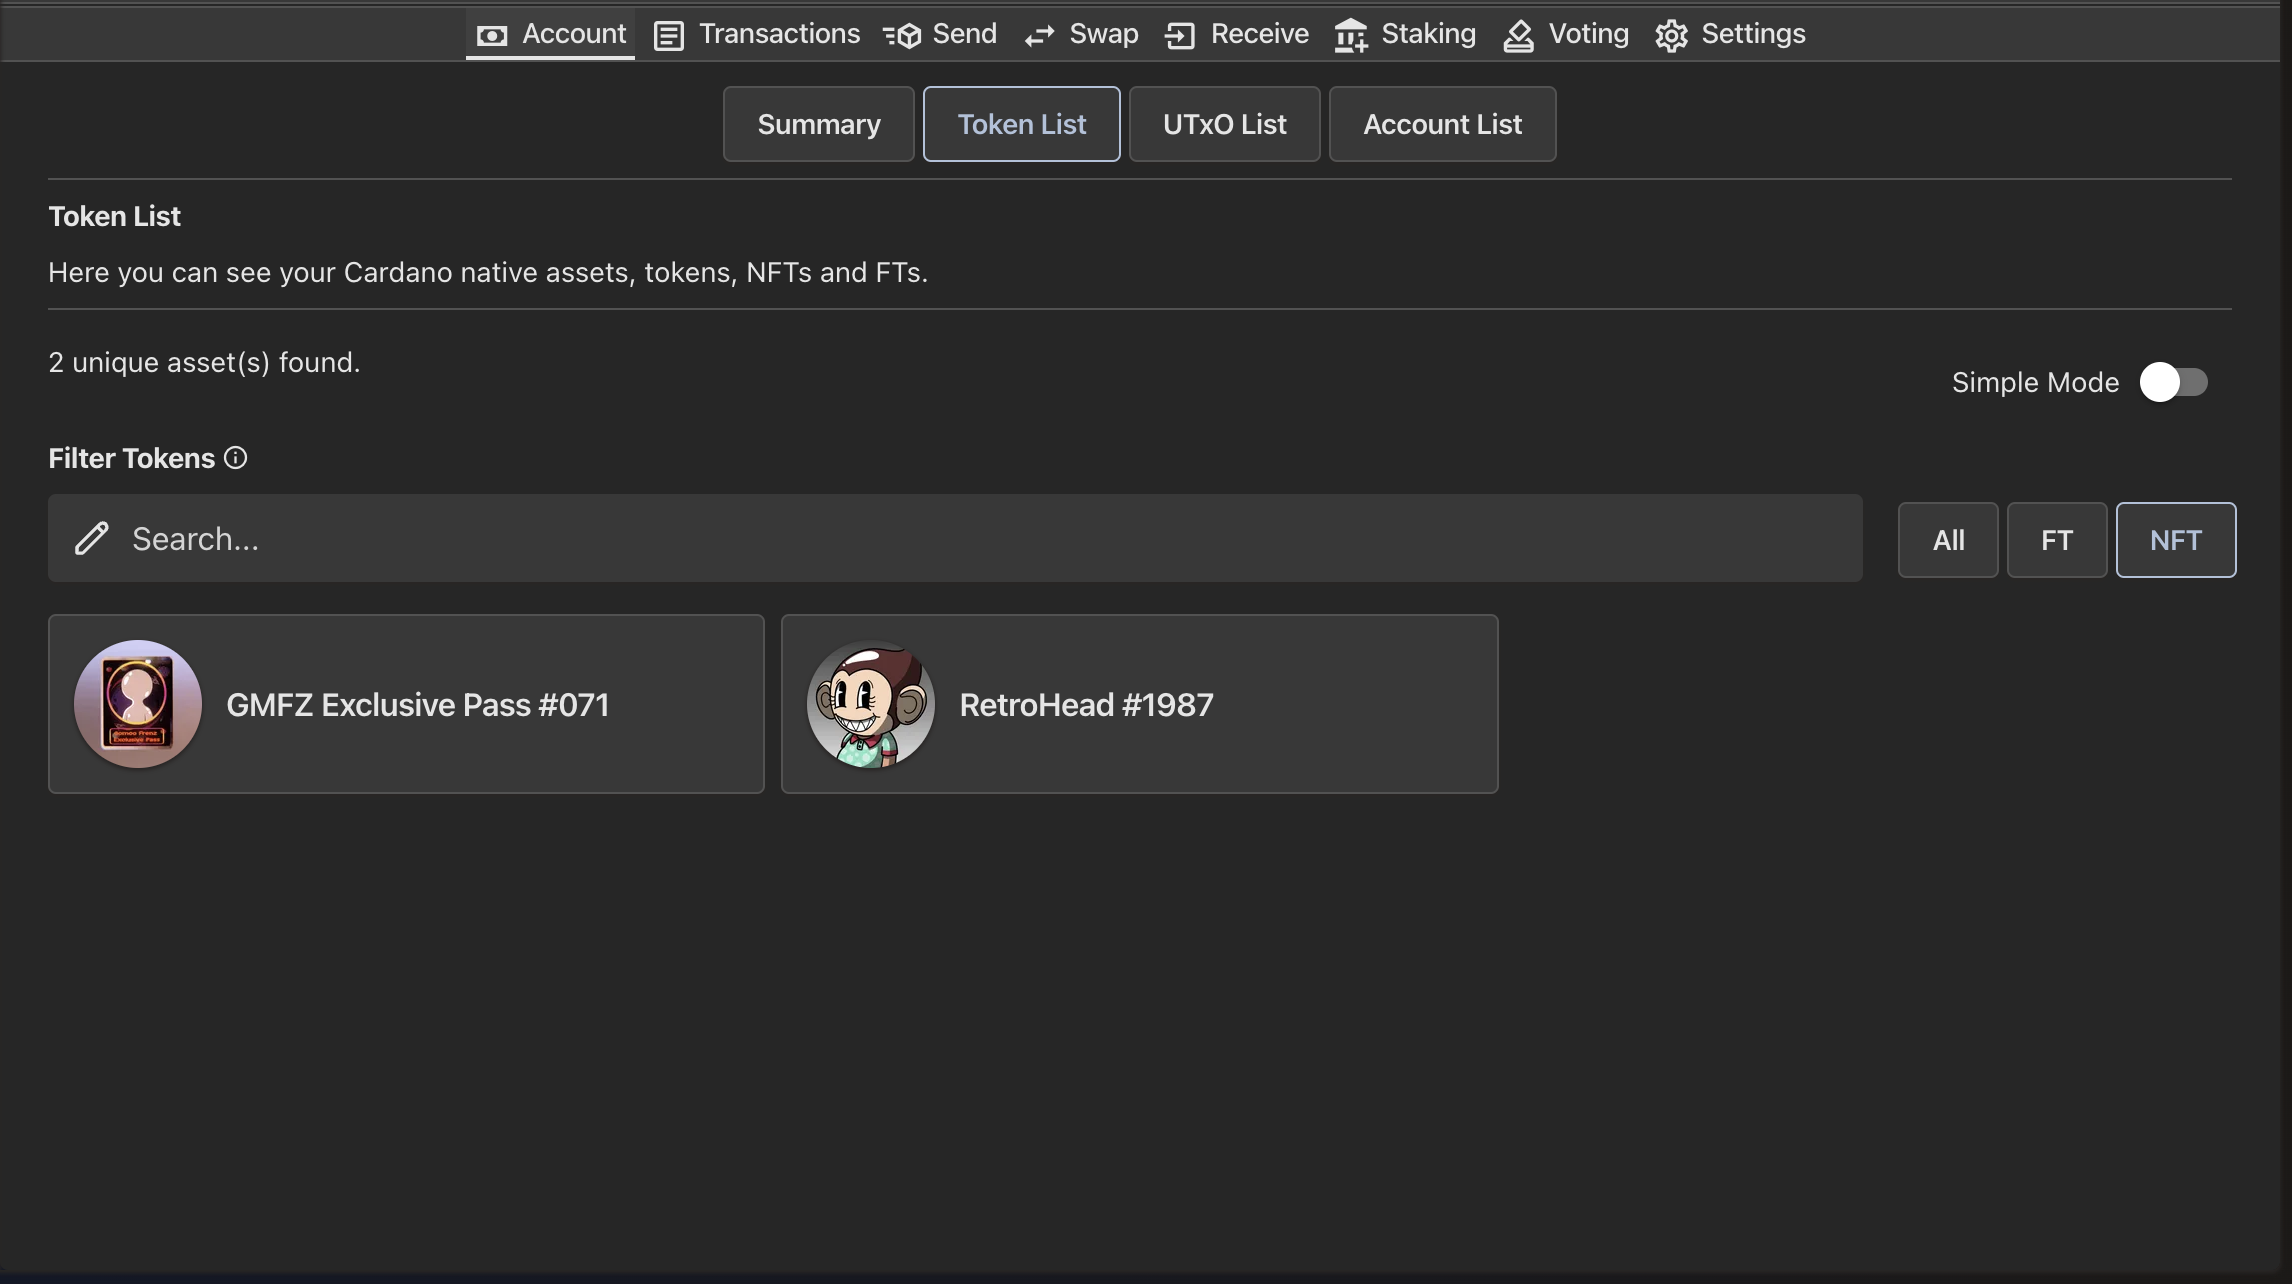 Account Transactions Send Swap Receive Staking Voting Settings
Summary Token List UTxO List Account List
Token List
Here you can see your Cardano native assets, tokens, NFTs and FTs.
2 unique asset(s) found.
Simple Mode
Filter Tokens
Search...
All FT NFT
GMFZ Exclusive Pass #071
RetroHead #1987
Exclusive Pass